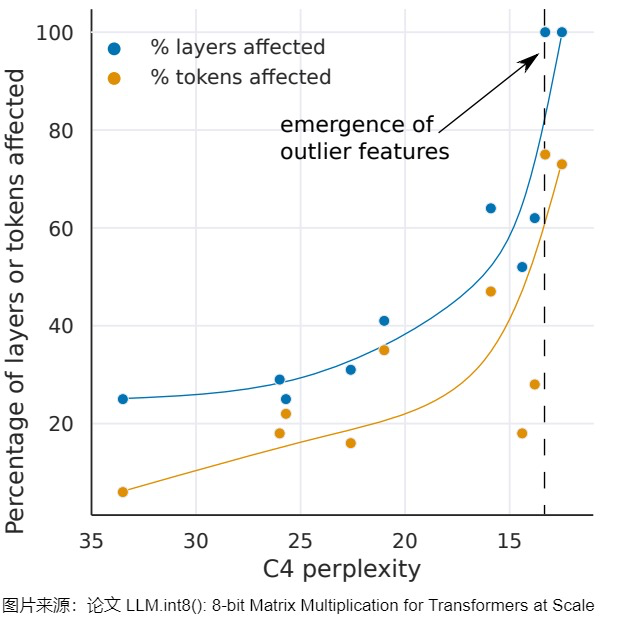 100
80
60
40
20
Percentage of layers or tokens affected
% layers affected
% tokens affected
emergence of
outlier features
35
30
25
20
15
C4 perplexity
图片来源：论文 LLM.int8(): 8-bit Matrix Multiplication for Transformers at Scale